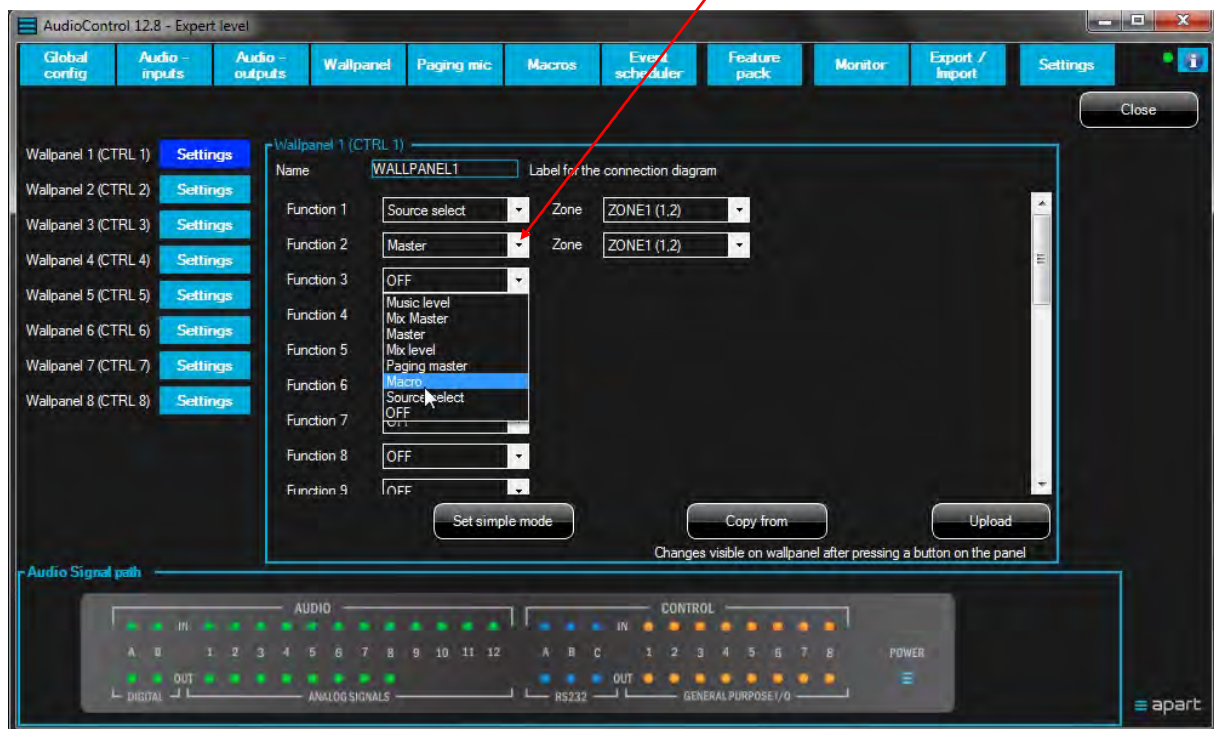 AudioControl 12.8 - Expert level
Global config
Audio - inputs
Audio - outputs
Wallpanel
Paging mic
Macros
Event scheduler
Feature pack
Monitor
Export / Import
Settings
Close
Wallpanel 1 (CTRL 1) Settings
Wallpanel 2 (CTRL 2) Settings
Wallpanel 3 (CTRL 3) Settings
Wallpanel 4 (CTRL 4) Settings
Wallpanel 5 (CTRL 5) Settings
Wallpanel 6 (CTRL 6) Settings
Wallpanel 7 (CTRL 7) Settings
Wallpanel 8 (CTRL 8) Settings
Wallpanel 1 (CTRL 1)
Name WALLPANEL1 Label for the connection diagram
Function 1 Source select Zone ZONE1 (1,2)
Function 2 Master Zone ZONE1 (1,2)
Function 3 OFF
Music level
Mix Master
Master
Mix level
Paging master
Macro
Source select
OFF
Function 4
Function 5
Function 6
Function 7 OFF
Function 8 OFF
Function 9 OFF
Set simple mode
Copy from
Upload
Changes visible on wallpanel after pressing a button on the panel
Audio Signal path
AUDIO CONTROL
IN IN
A B 1 2 3 4 5 6 7 8 9 10 11 12 A B C 1 2 3 4 5 6 7 8 POWER
OUT OUT
DIGITAL ANALOG SIGNALS RS232 GENERAL PURPOSE I/O
apart